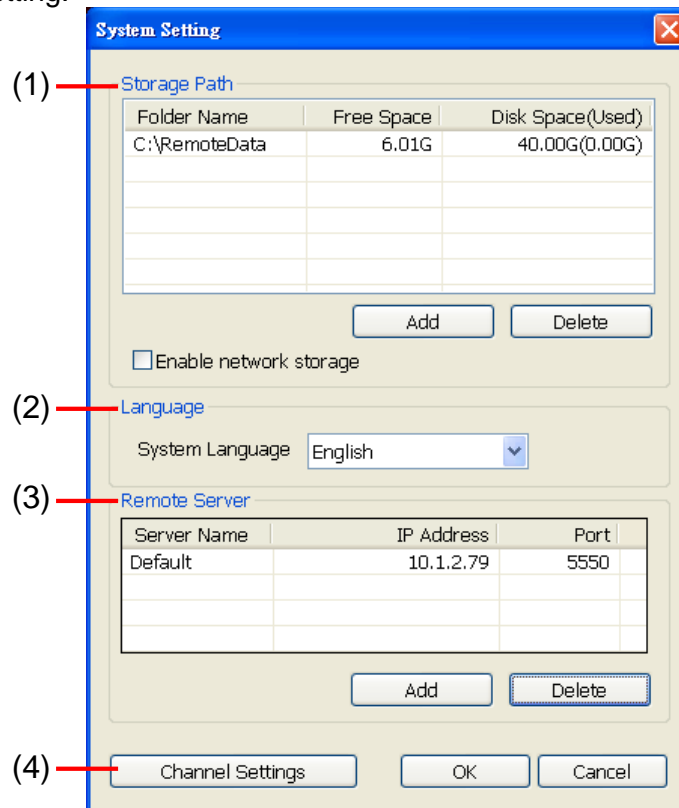 System Setting
(1)
Storage Path
Folder Name Free Space Disk Space(Used)
C:\RemoteData 6.01G 40.00G(0.00G)
Add Delete
Enable network storage
(2)
Language
System Language English
(3)
Remote Server
Server Name IP Address Port
Default 10.1.2.79 5550
Add Delete
(4)
Channel Settings OK Cancel